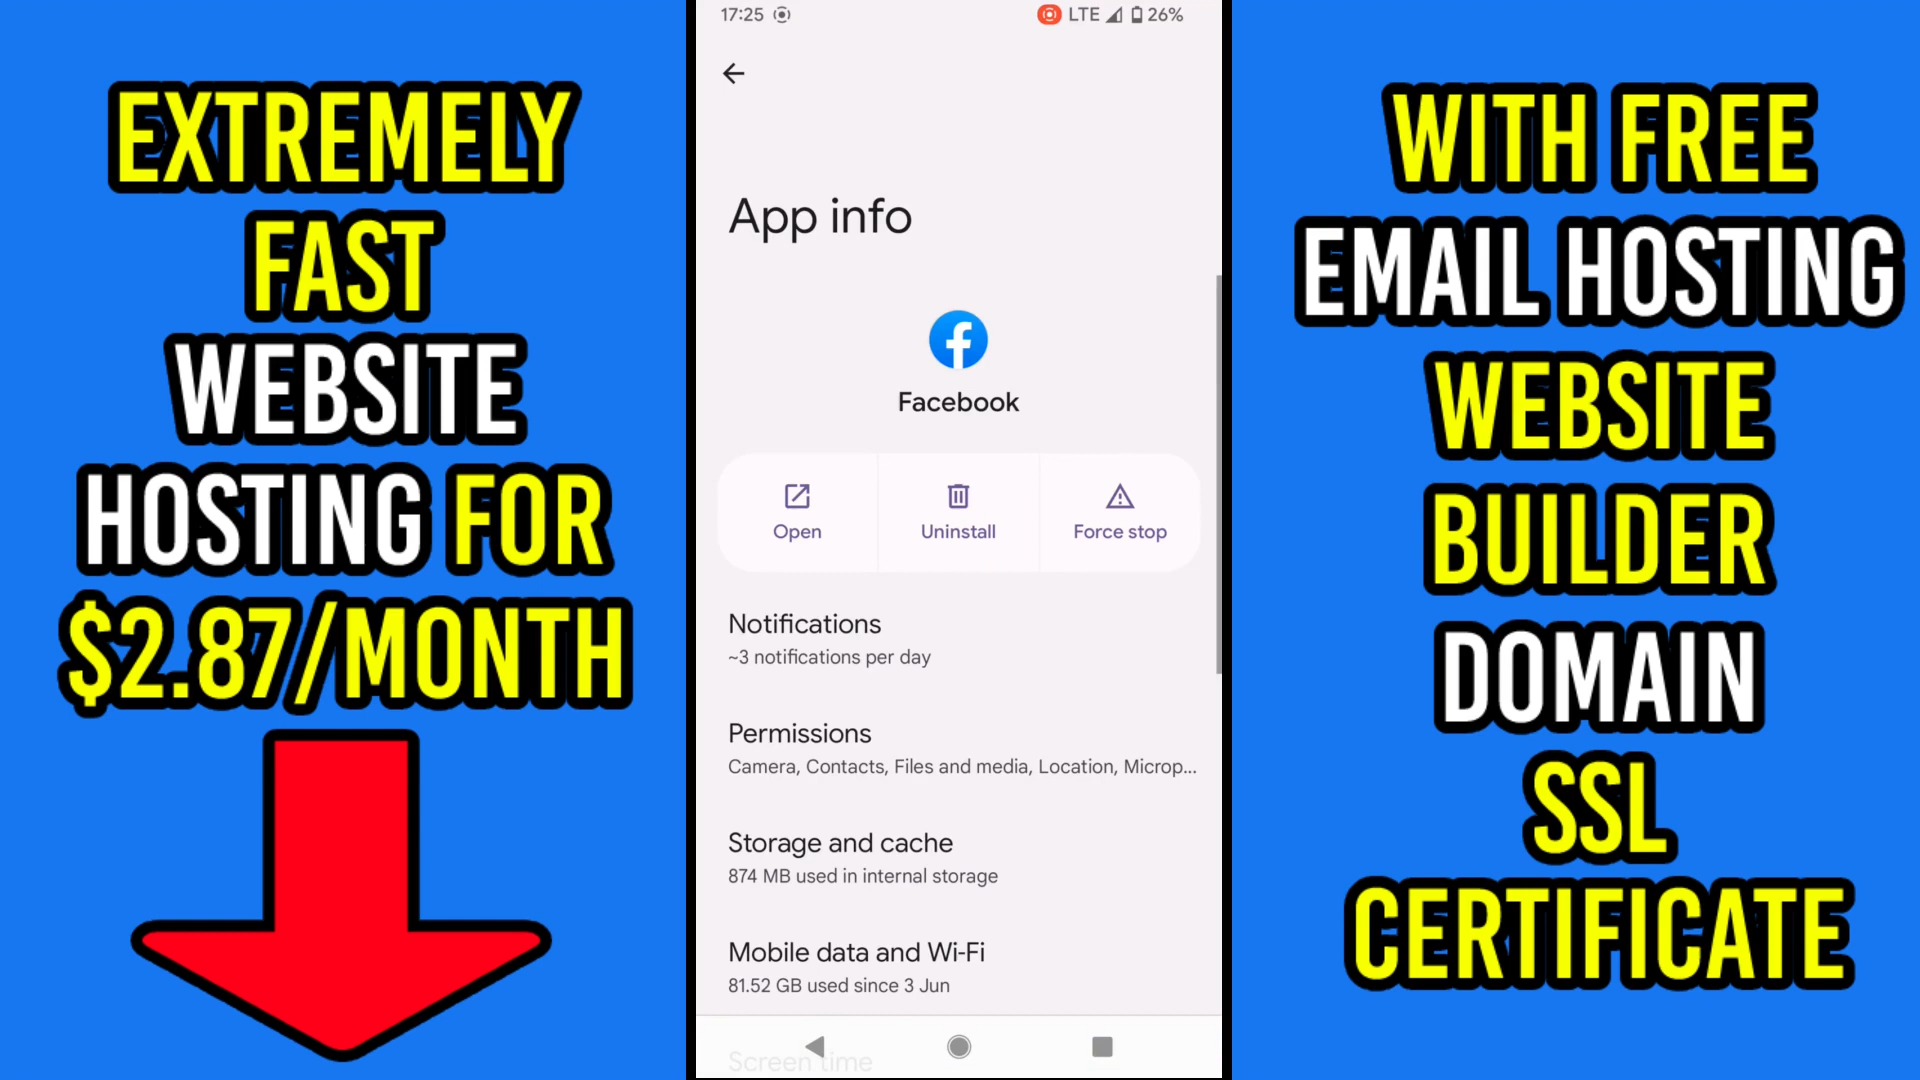 EXTREMELY
FAST
WEBSITE
HOSTING FOR
$2.87/MONTH
17:25
LTE 26%
App info
Facebook
Open Uninstall Force stop
Notifications
~3 notifications per day
Permissions
Camera, Contacts, Files and media, Location, Microp...
Storage and cache
874 MB used in internal storage
Mobile data and Wi-Fi
81.52 GB used since 3 Jun
Screen time
WITH FREE
EMAIL HOSTING
WEBSITE
BUILDER
DOMAIN
SSL
CERTIFICATE